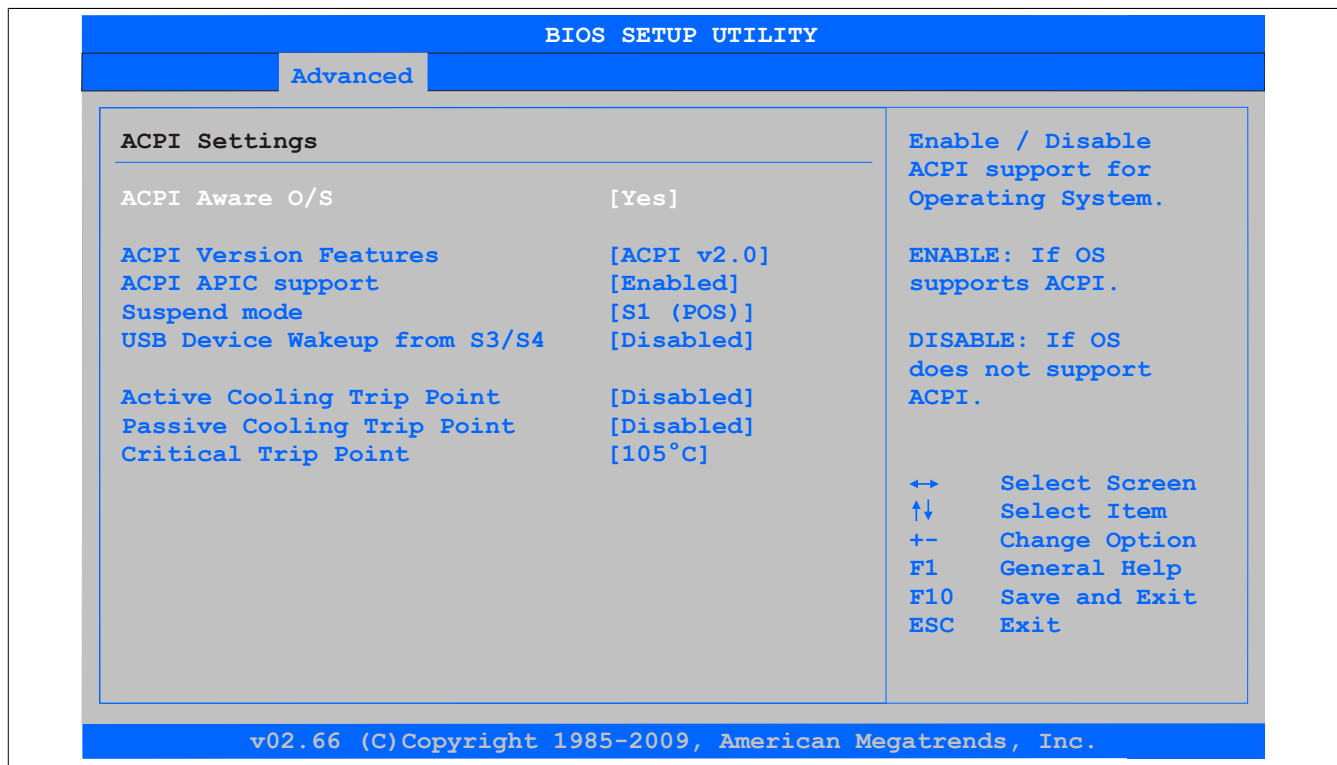 BIOS SETUP UTILITY
Advanced
ACPI Settings
ACPI Aware O/S [Yes]
ACPI Version Features [ACPI v2.0]
ACPI APIC support [Enabled]
Suspend mode [S1 (POS)]
USB Device Wakeup from S3/S4 [Disabled]
Active Cooling Trip Point [Disabled]
Passive Cooling Trip Point [Disabled]
Critical Trip Point [105°C]
Enable / Disable
ACPI support for
Operating System.
ENABLE: If OS
supports ACPI.
DISABLE: If OS
does not support
ACPI.
↔ Select Screen
↑↓ Select Item
+- Change Option
F1 General Help
F10 Save and Exit
ESC Exit
v02.66 (C)Copyright 1985-2009, American Megatrends, Inc.